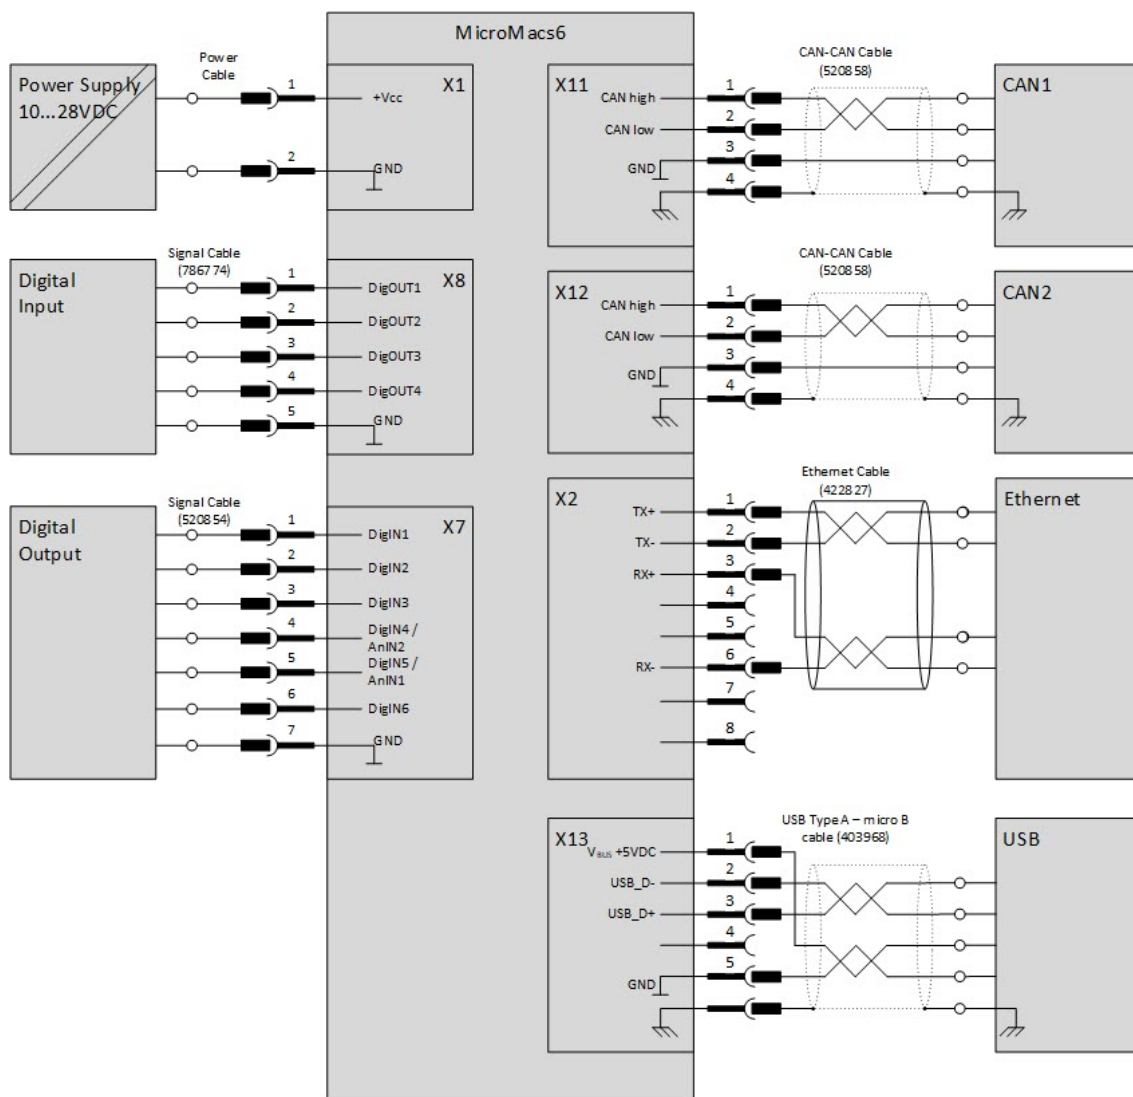 MicroMacs6
Power Supply
10...28VDC
Power
Cable
1
+Vcc
X1
2
GND
Digital
Input
Signal Cable
(786774)
1
DigOUT1
X8
2
DigOUT2
3
DigOUT3
4
DigOUT4
5
GND
Digital
Output
Signal Cable
(520854)
1
DigIN1
X7
2
DigIN2
3
DigIN3
4
DigIN4 /
AnIN2
5
DigIN5 /
AnIN1
6
DigIN6
7
GND
X11
CAN high
1
CAN low
2
3
GND
4
CAN-CAN Cable
(520858)
CAN1
X12
CAN high
1
CAN low
2
3
GND
4
CAN-CAN Cable
(520858)
CAN2
X2
TX+
1
TX-
2
RX+
3
4
5
RX-
6
7
8
Ethernet Cable
(422827)
Ethernet
X13
VBUS +5VDC
1
USB_D-
2
USB_D+
3
4
5
GND
USB Type A – micro B
cable (403968)
USB